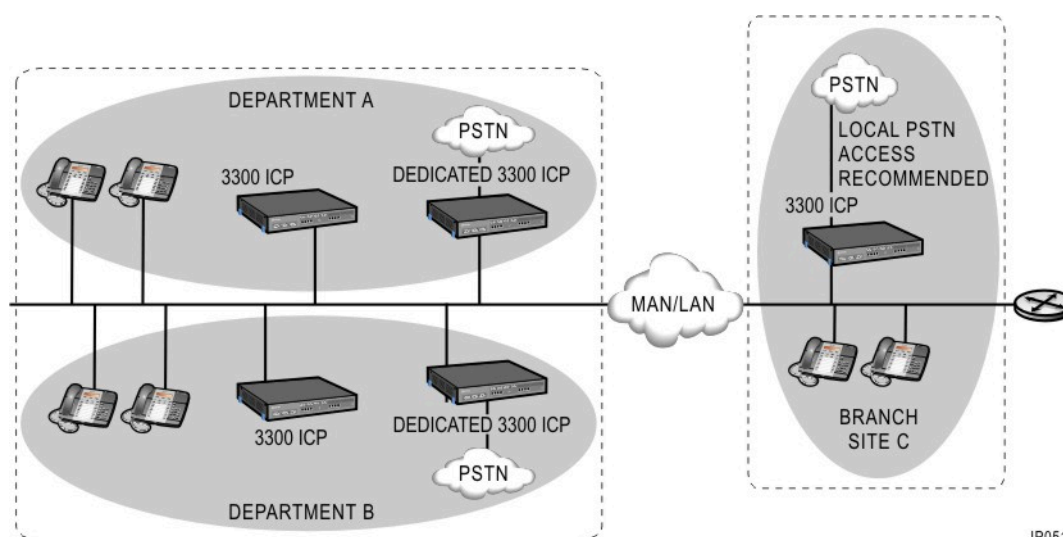 DEPARTMENT A
PSTN
3300 ICP
DEDICATED 3300 ICP
DEDICATED 3300 ICP
3300 ICP
PSTN
DEPARTMENT B
MAN/LAN
PSTN
LOCAL PSTN
ACCESS
RECOMMENDED
3300 ICP
BRANCH
SITE C